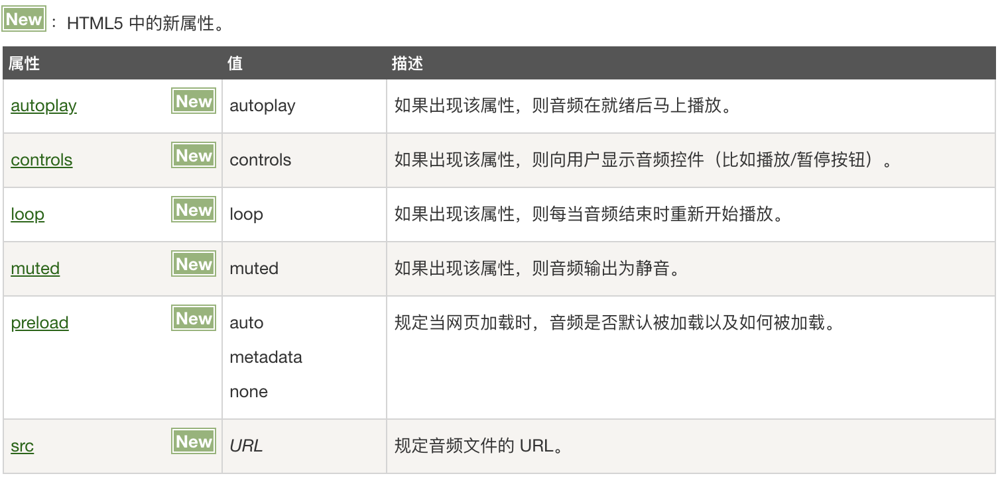 New : HTML5 中的新属性。
属性 值 描述
autoplay New autoplay 如果出现该属性，则音频在就绪后马上播放。
controls New controls 如果出现该属性，则向用户显示音频控件（比如播放/暂停按钮）。
loop New loop 如果出现该属性，则每当音频结束时重新开始播放。
muted New muted 如果出现该属性，则音频输出为静音。
preload New auto 规定当网页加载时，音频是否默认被加载以及如何被加载。
metadata
none
src New URL 规定音频文件的 URL。